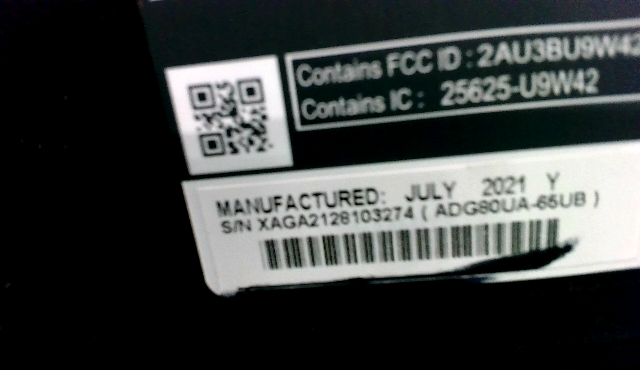 Contains FCC ID : 2AU3BU9W42
Contains IC : 25625-U9W42
MANUFACTURED: JULY 2021 Y
S/N XAGA2128103274 ( ADG80UA-65UB )